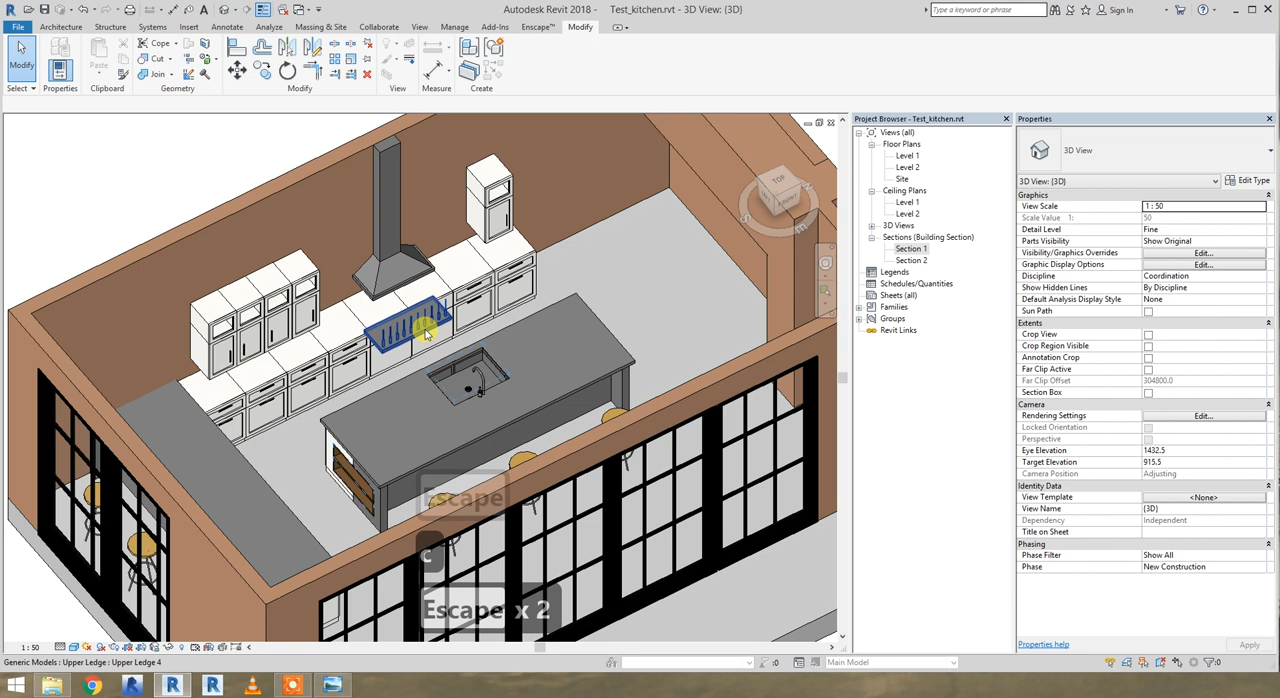 Autodesk Revit 2018 - Test_kitchen.rvt - 3D View: {3D}
Type a keyword or phrase
Sign In
File Architecture Structure Systems Insert Annotate Analyze Massing & Site Collaborate View Manage Add-Ins Enscape™ Modify
Modify
Paste
Cope
Cut
Join
Select Properties Clipboard Geometry Modify View Measure Create
Project Browser - Test_kitchen.rvt
Views (all)
Floor Plans
Level 1
Level 2
Site
Ceiling Plans
Level 1
Level 2
3D Views
Sections (Building Section)
Section 1
Section 2
Legends
Schedules/Quantities
Sheets (all)
Families
Groups
Revit Links
Properties
3D View
3D View: {3D} Edit Type
Graphics
View Scale 1 : 50
Scale Value 1: 50
Detail Level Fine
Parts Visibility Show Original
Visibility/Graphics Overrides Edit...
Graphic Display Options Edit...
Discipline Coordination
Show Hidden Lines By Discipline
Default Analysis Display Style None
Sun Path
Extents
Crop View
Crop Region Visible
Annotation Crop
Far Clip Active
Far Clip Offset 304800.0
Section Box
Camera
Rendering Settings Edit...
Locked Orientation
Perspective
Eye Elevation 1432.5
Target Elevation 915.5
Camera Position Adjusting
Identity Data
View Template <None>
View Name {3D}
Dependency Independent
Title on Sheet
Phasing
Phase Filter Show All
Phase New Construction
Properties help Apply
TOP
FRONT
S
E
Escape
C
Escape x 2
1 : 50
Generic Models : Upper Ledge : Upper Ledge 4
:0
Main Model
:0